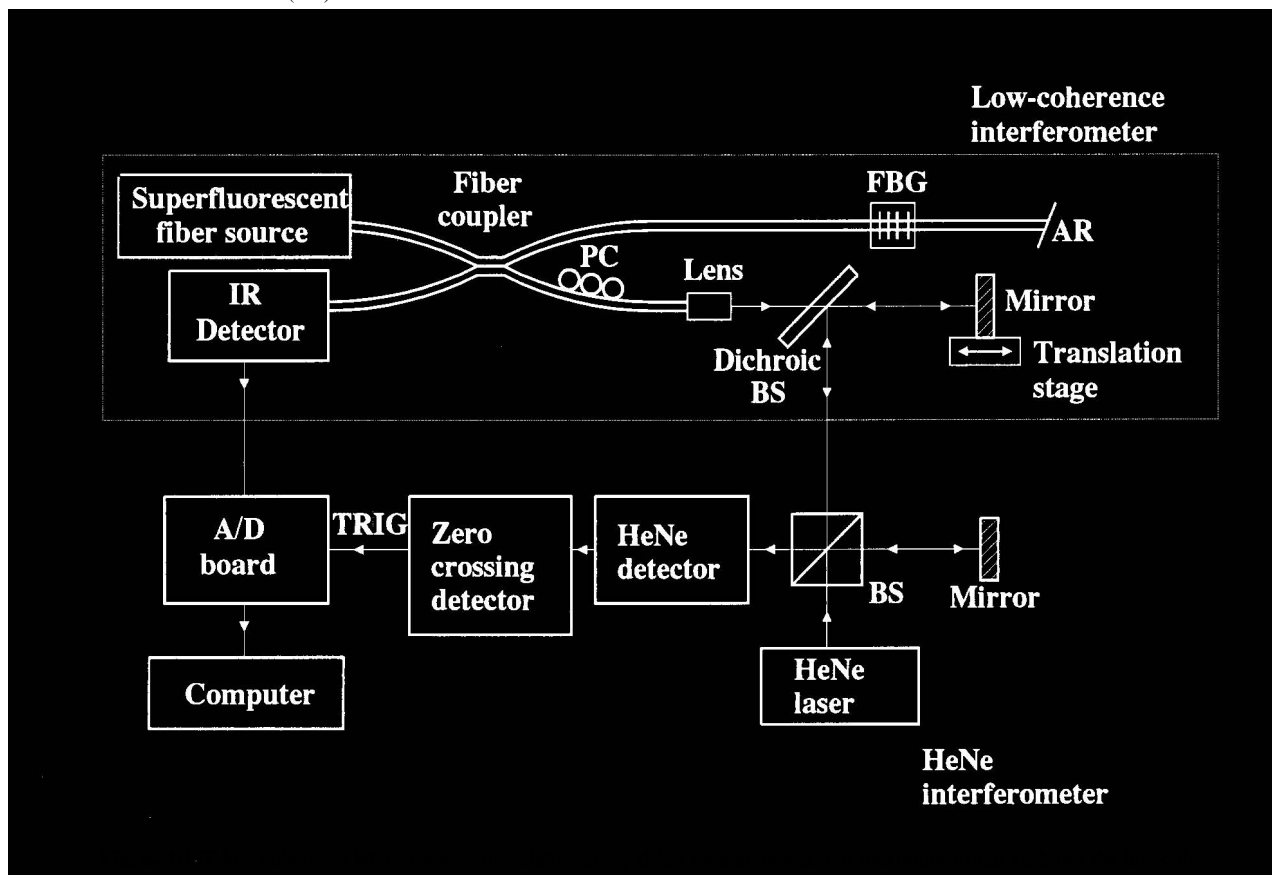 Low-coherence
interferometer
Superfluorescent
fiber source
Fiber
coupler
FBG
AR
PC
Lens
IR
Detector
Mirror
Dichroic
BS
Translation
stage
A/D
board
TRIG
Zero
crossing
detector
HeNe
detector
BS
Mirror
Computer
HeNe
laser
HeNe
interferometer